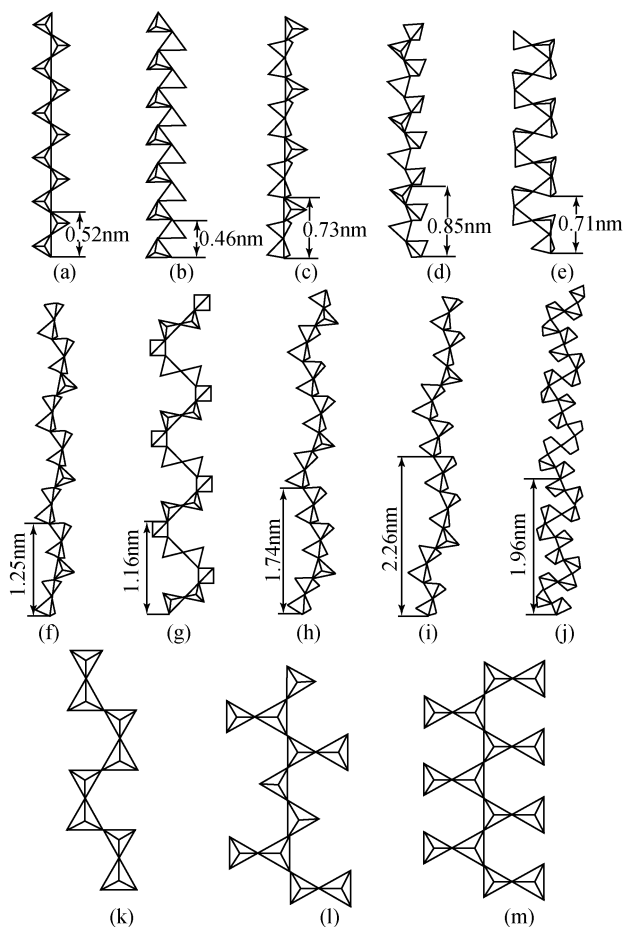 0.52nm
0.46nm
0.73nm
0.85nm
0.71nm
(a)
(b)
(c)
(d)
(e)
1.25nm
1.16nm
1.74nm
2.26nm
1.96nm
(f)
(g)
(h)
(i)
(j)
(k)
(l)
(m)